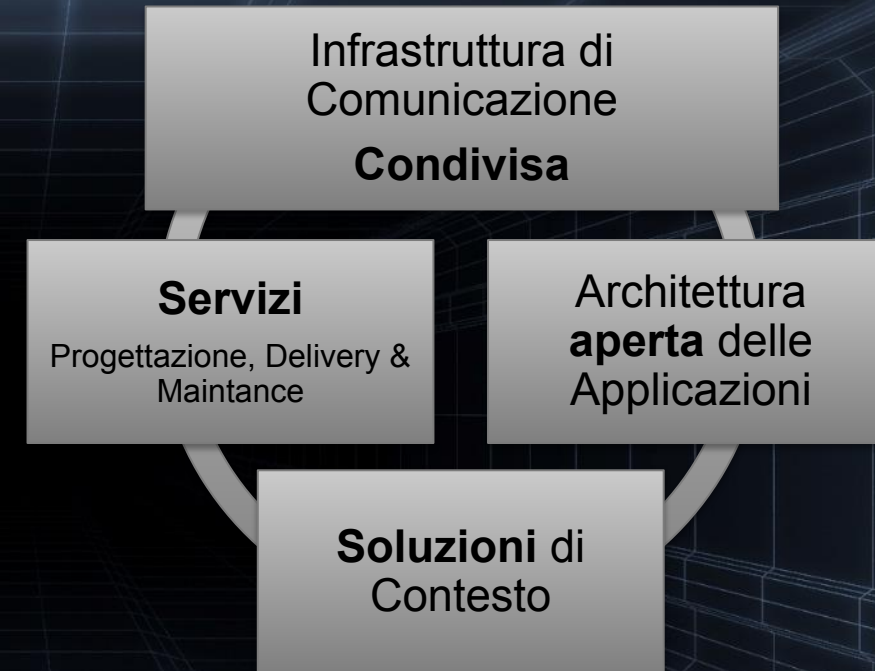 Infrastruttura di
Comunicazione
Condivisa
Servizi
Progettazione, Delivery &
Maintance
Architettura
aperta delle
Applicazioni
Soluzioni di
Contesto